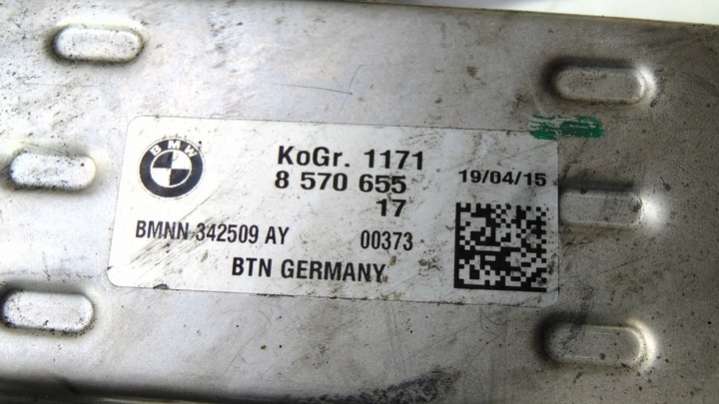 BMW
KoGr. 1171
8 570 655
19/04/15
17
BMNN 342509 AY 00373
BTN GERMANY